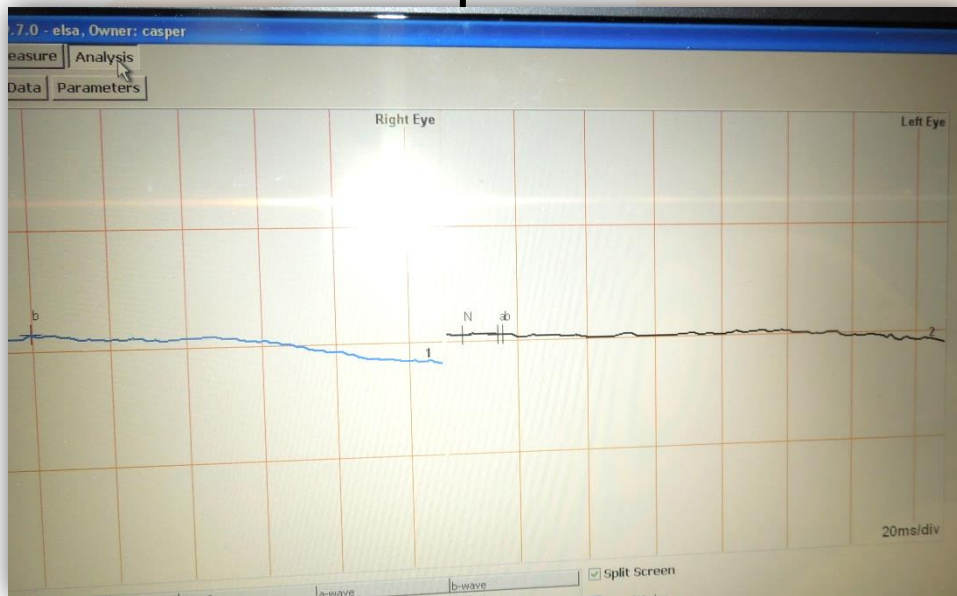 .7.0 - elsa, Owner: casper
easure Analysis
Data Parameters
Right Eye
Left Eye
b
1
N ab
2
20ms/div
Split Screen
a-wave
b-wave